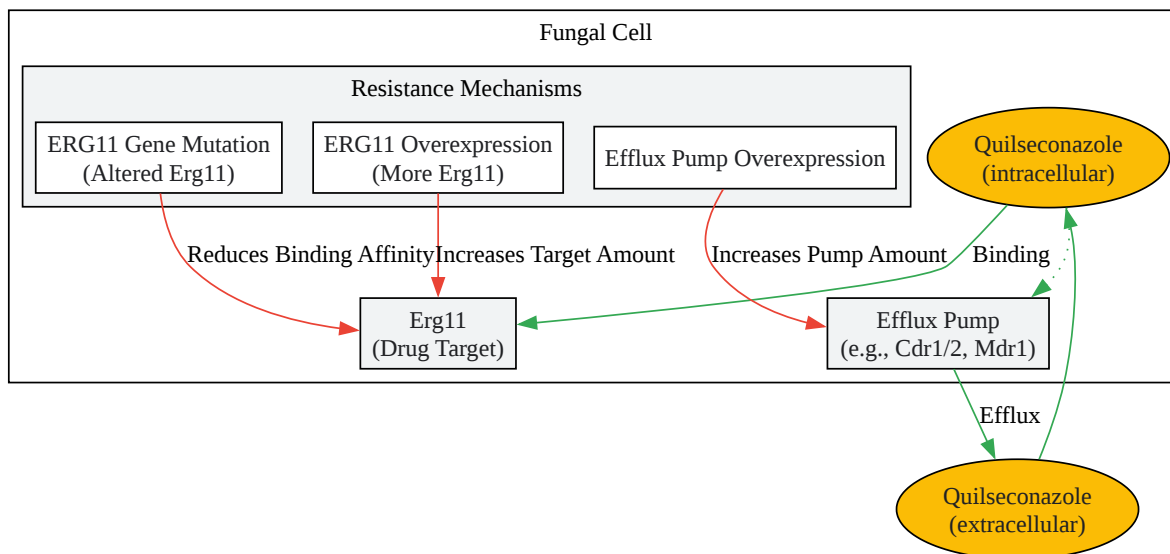 Fungal Cell
Resistance Mechanisms
ERG11 Gene Mutation
(Altered Erg11)
ERG11 Overexpression
(More Erg11)
Efflux Pump Overexpression
Quilseconazole
(intracellular)
Reduces Binding Affinity
Increases Target Amount
Increases Pump Amount
Binding
Erg11
(Drug Target)
Efflux Pump
(e.g., Cdr1/2, Mdr1)
Efflux
Quilseconazole
(extracellular)